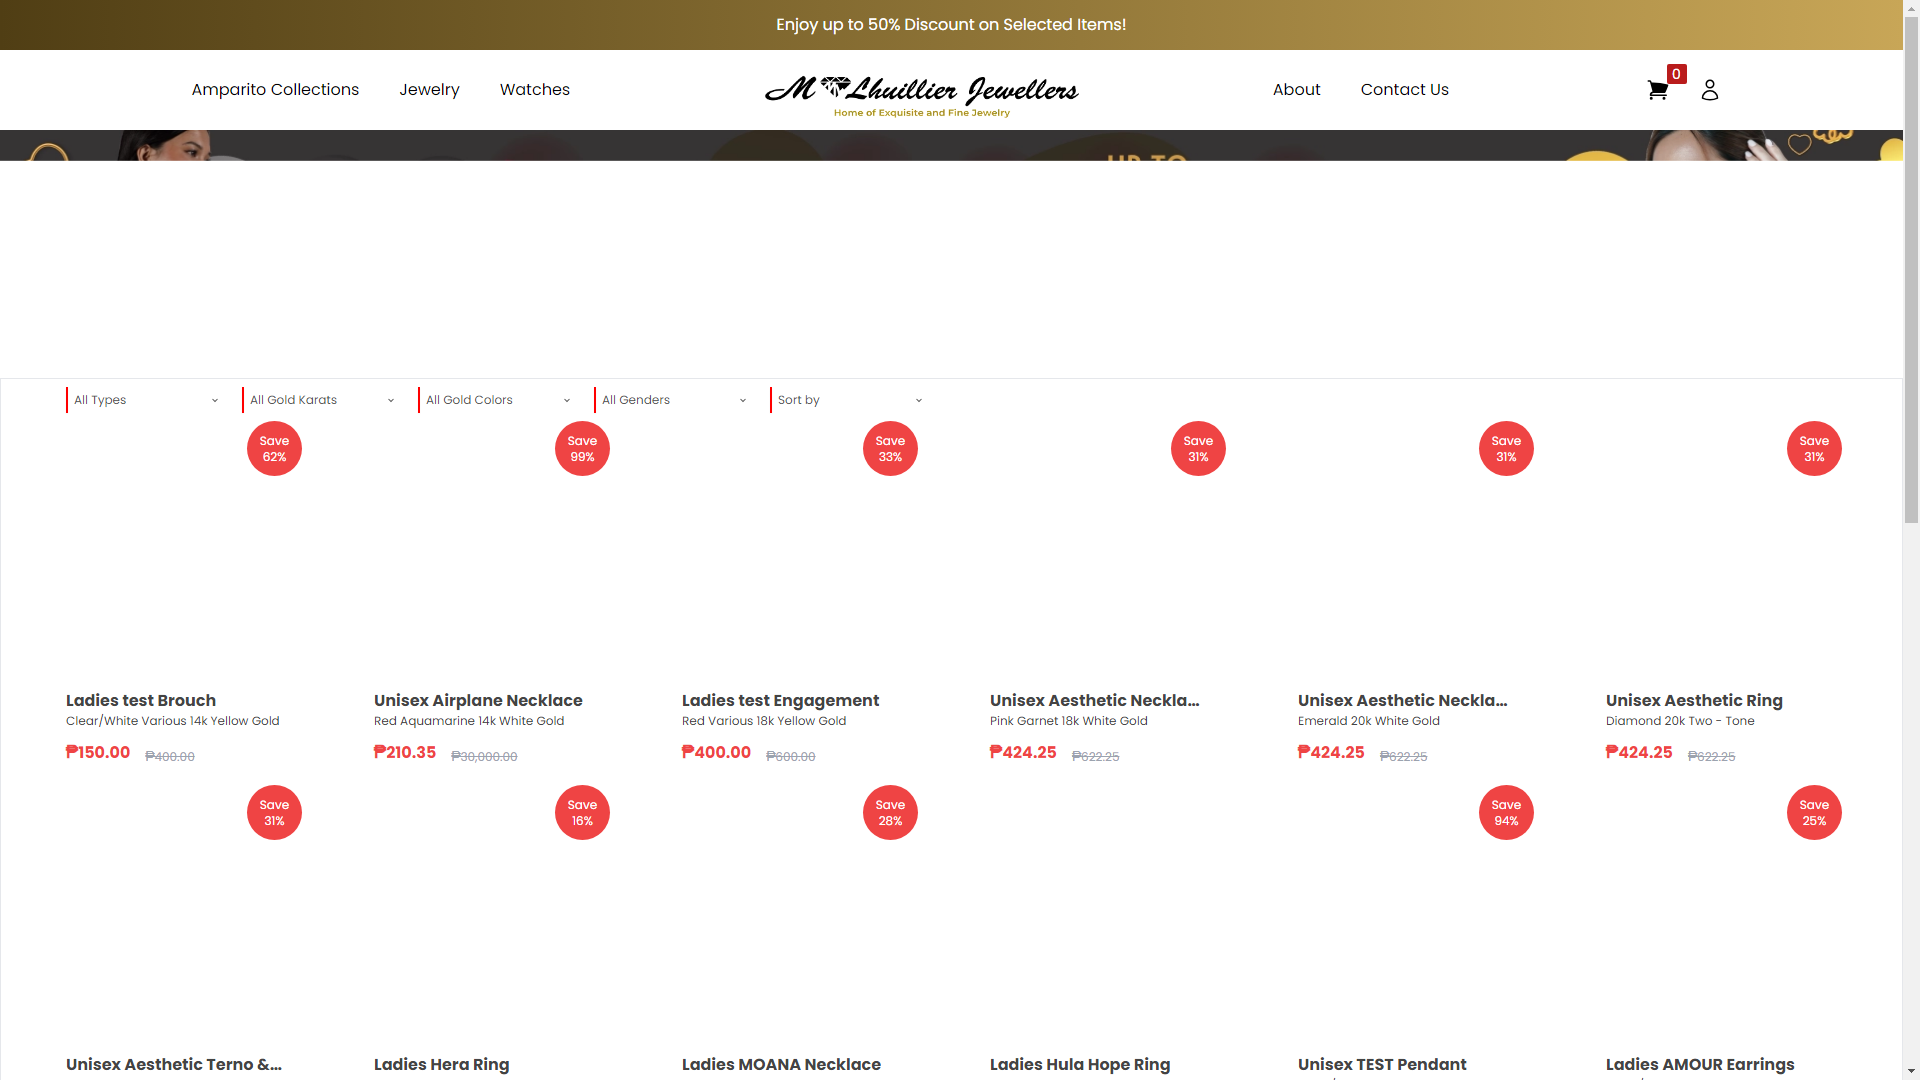 Enjoy up to 50% Discount on Selected Items!
Amparito Collections Jewelry Watches
M Lhuillier Jewellers
Home of Exquisite and Fine Jewelry
About Contact Us
0
UP TO
All Types All Gold Karats All Gold Colors All Genders Sort by
Save 62%
Save 99%
Save 33%
Save 31%
Save 31%
Save 31%
Ladies test Brouch
Clear/White Various 14k Yellow Gold
₱150.00 ₱400.00
Unisex Airplane Necklace
Red Aquamarine 14k White Gold
₱210.35 ₱30,000.00
Ladies test Engagement
Red Various 18k Yellow Gold
₱400.00 ₱600.00
Unisex Aesthetic Neckla...
Pink Garnet 18k White Gold
₱424.25 ₱622.25
Unisex Aesthetic Neckla...
Emerald 20k White Gold
₱424.25 ₱622.25
Unisex Aesthetic Ring
Diamond 20k Two - Tone
₱424.25 ₱622.25
Save 31%
Save 16%
Save 28%
Save 94%
Save 25%
Unisex Aesthetic Terno &...
Ladies Hera Ring
Ladies MOANA Necklace
Ladies Hula Hope Ring
Unisex TEST Pendant
Ladies AMOUR Earrings